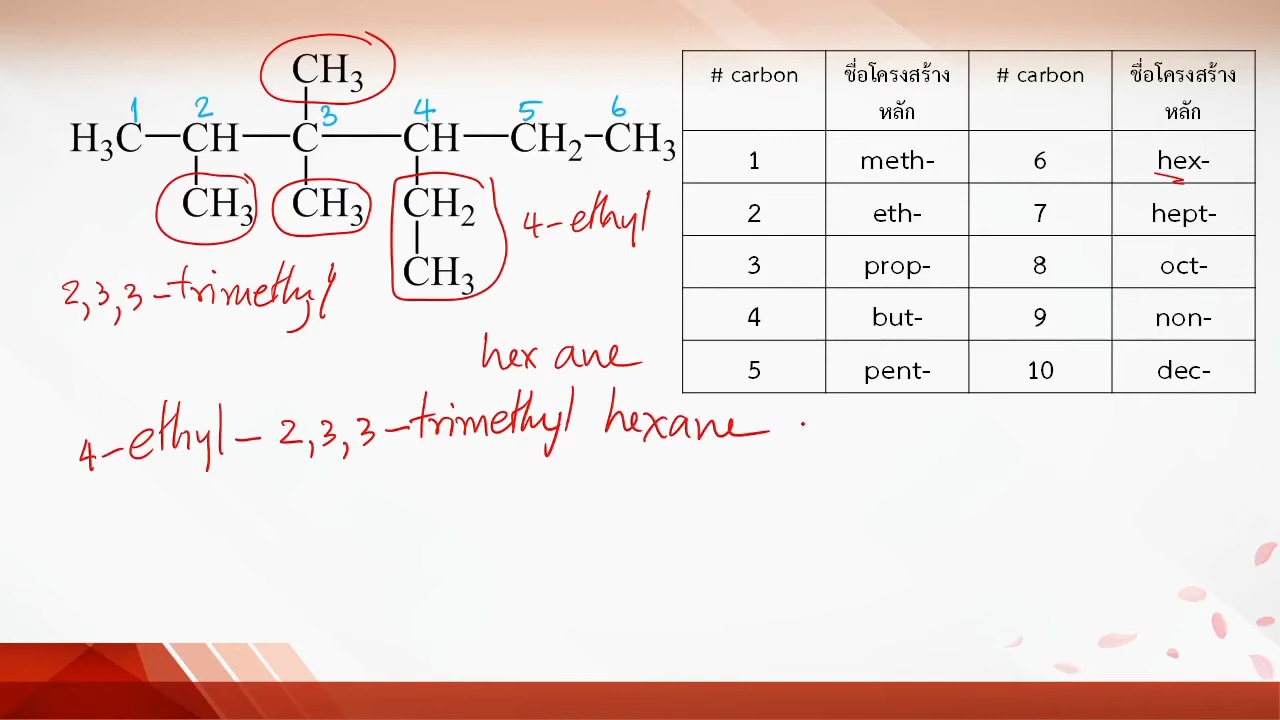 CH3
1 2 3 4 5 6
H3C—CH—C—CH—CH2–CH3
CH3 CH3 CH2
4-ethyl
CH3
2,3,3-trimethyl
hexane
4-ethyl-2,3,3-trimethyl hexane
# carbon ชื่อโครงสร้าง # carbon ชื่อโครงสร้าง
หลัก หลัก
1 meth- 6 hex-
2 eth- 7 hept-
3 prop- 8 oct-
4 but- 9 non-
5 pent- 10 dec-